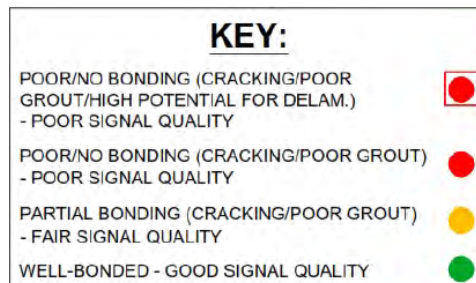 KEY:
POOR/NO BONDING (CRACKING/POOR
GROUT/HIGH POTENTIAL FOR DELAM.)
- POOR SIGNAL QUALITY
POOR/NO BONDING (CRACKING/POOR GROUT)
- POOR SIGNAL QUALITY
PARTIAL BONDING (CRACKING/POOR GROUT)
- FAIR SIGNAL QUALITY
WELL-BONDED - GOOD SIGNAL QUALITY